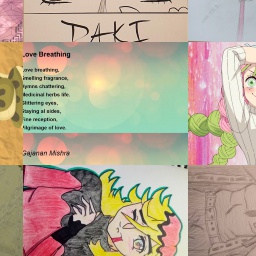 DAKI
Love Breathing
Love breathing,
Smelling fragrance,
Hymns chattering,
Medicinal herbs life.
Glittering eyes,
Staying al sides,
Fine reception,
Pilgrimage of love.
Gajanan Mishra